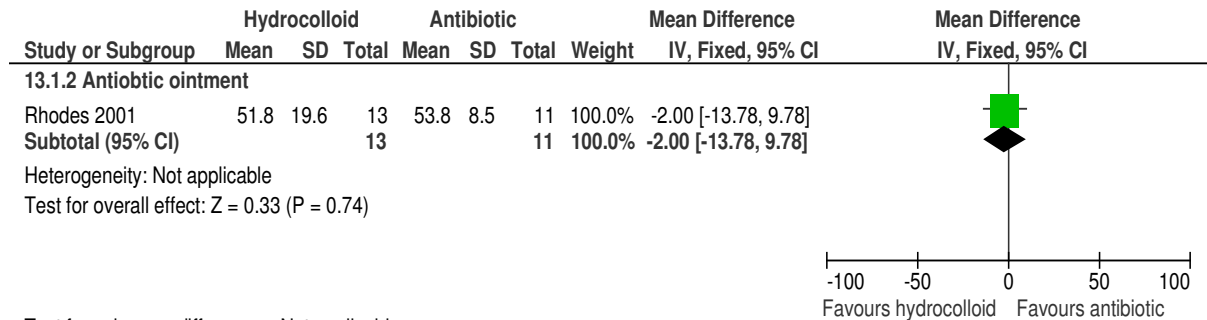 Hydrocolloid Antibiotic Mean Difference Mean Difference
Study or Subgroup Mean SD Total Mean SD Total Weight IV, Fixed, 95% CI IV, Fixed, 95% CI
13.1.2 Antiobtic ointment
Rhodes 2001 51.8 19.6 13 53.8 8.5 11 100.0% -2.00 [-13.78, 9.78]
Subtotal (95% CI) 13 11 100.0% -2.00 [-13.78, 9.78]
Heterogeneity: Not applicable
Test for overall effect: Z = 0.33 (P = 0.74)
-100 -50 0 50 100
Favours hydrocolloid Favours antibiotic